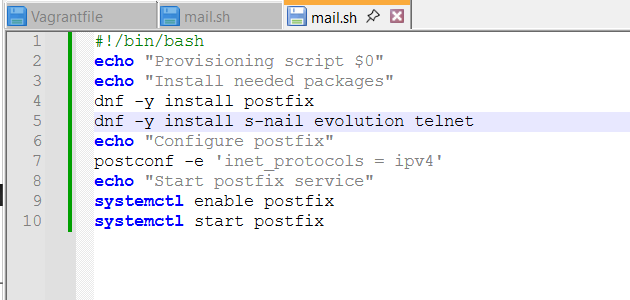 Vagrantfile mail.sh mail.sh
1 #!/bin/bash
2 echo "Provisioning script $0"
3 echo "Install needed packages"
4 dnf -y install postfix
5 dnf -y install s-nail evolution telnet
6 echo "Configure postfix"
7 postconf -e 'inet_protocols = ipv4'
8 echo "Start postfix service"
9 systemctl enable postfix
10 systemctl start postfix